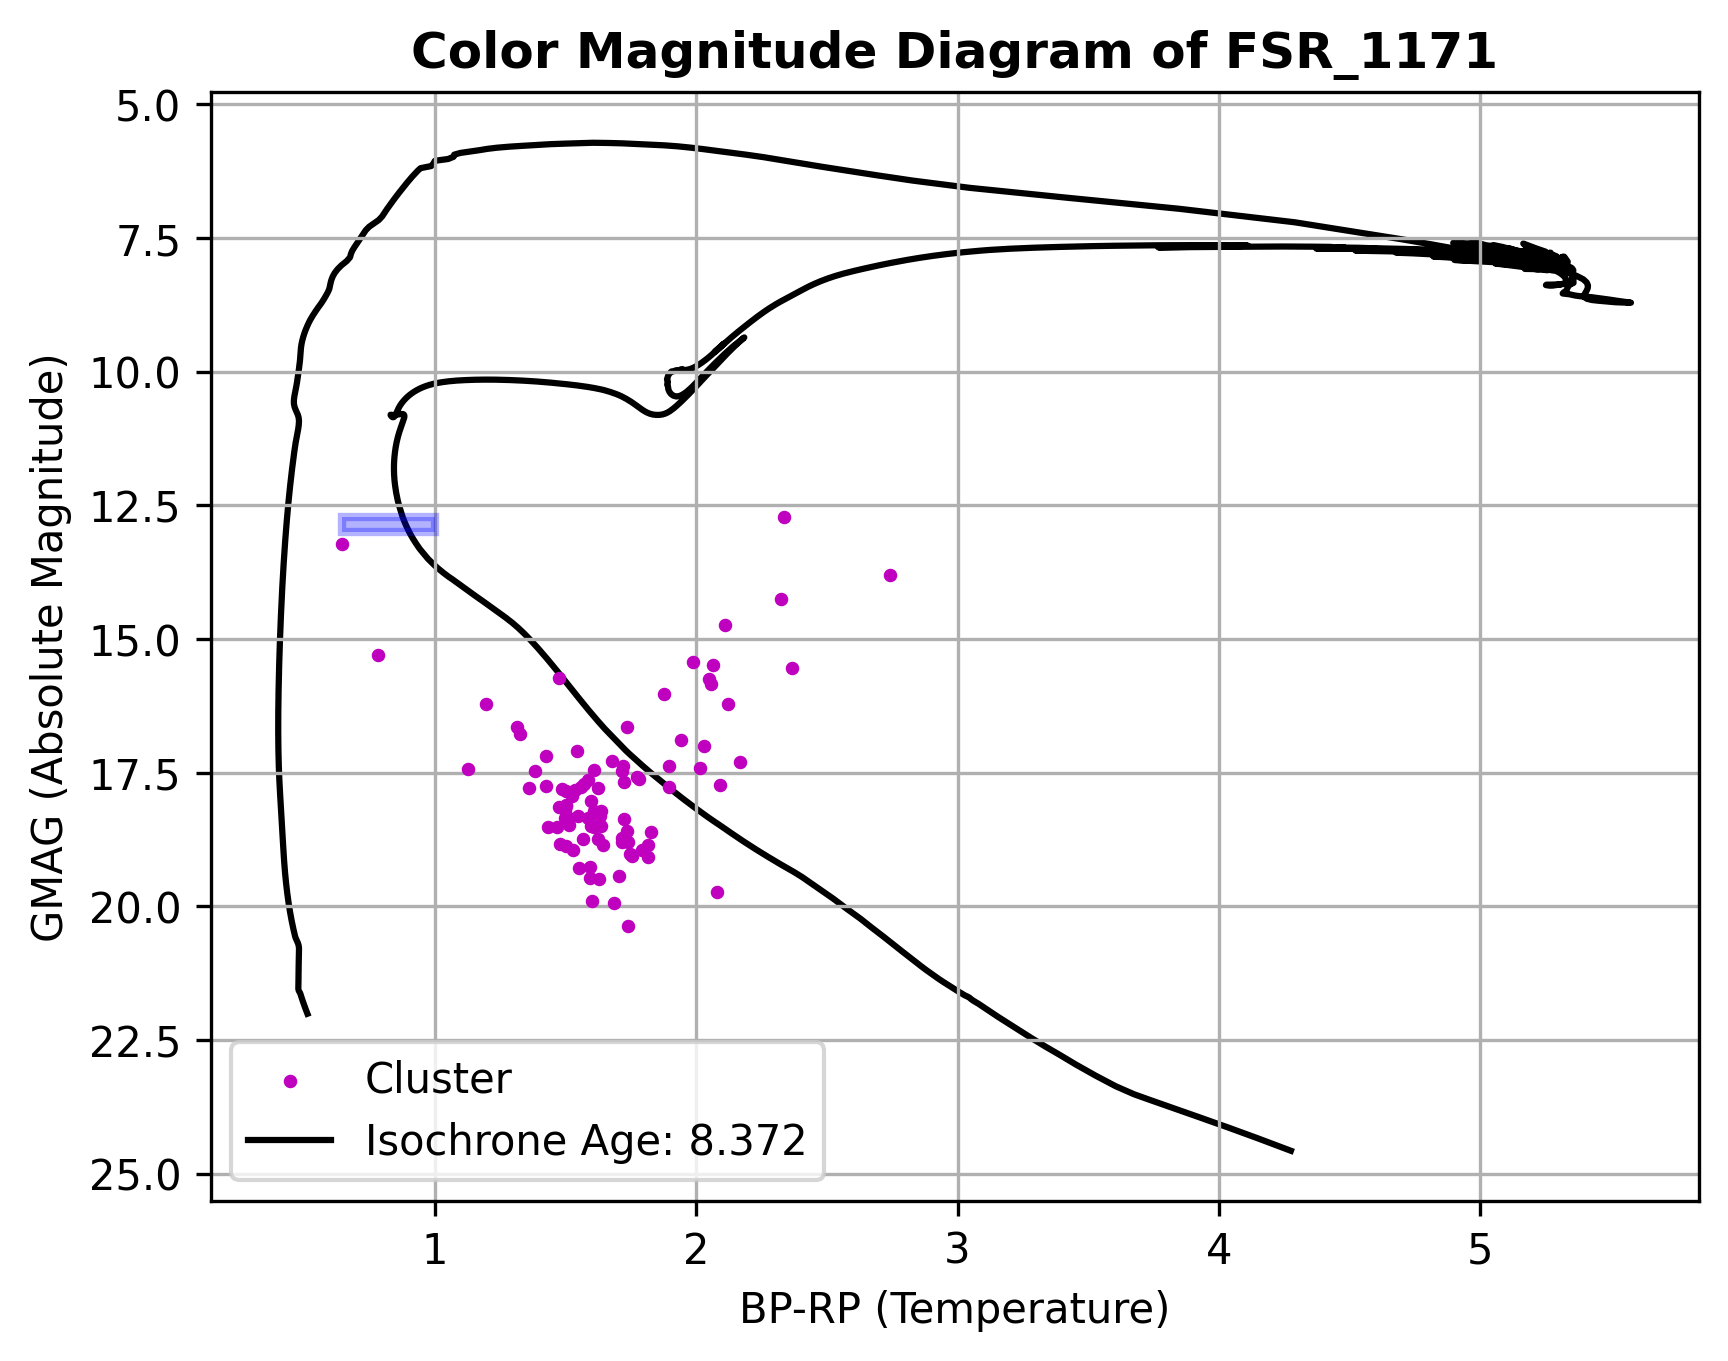 Color Magnitude Diagram of FSR_1171
GMAG (Absolute Magnitude)
5.0
7.5
10.0
12.5
15.0
17.5
20.0
22.5
25.0
Cluster
Isochrone Age: 8.372
1 2 3 4 5
BP-RP (Temperature)